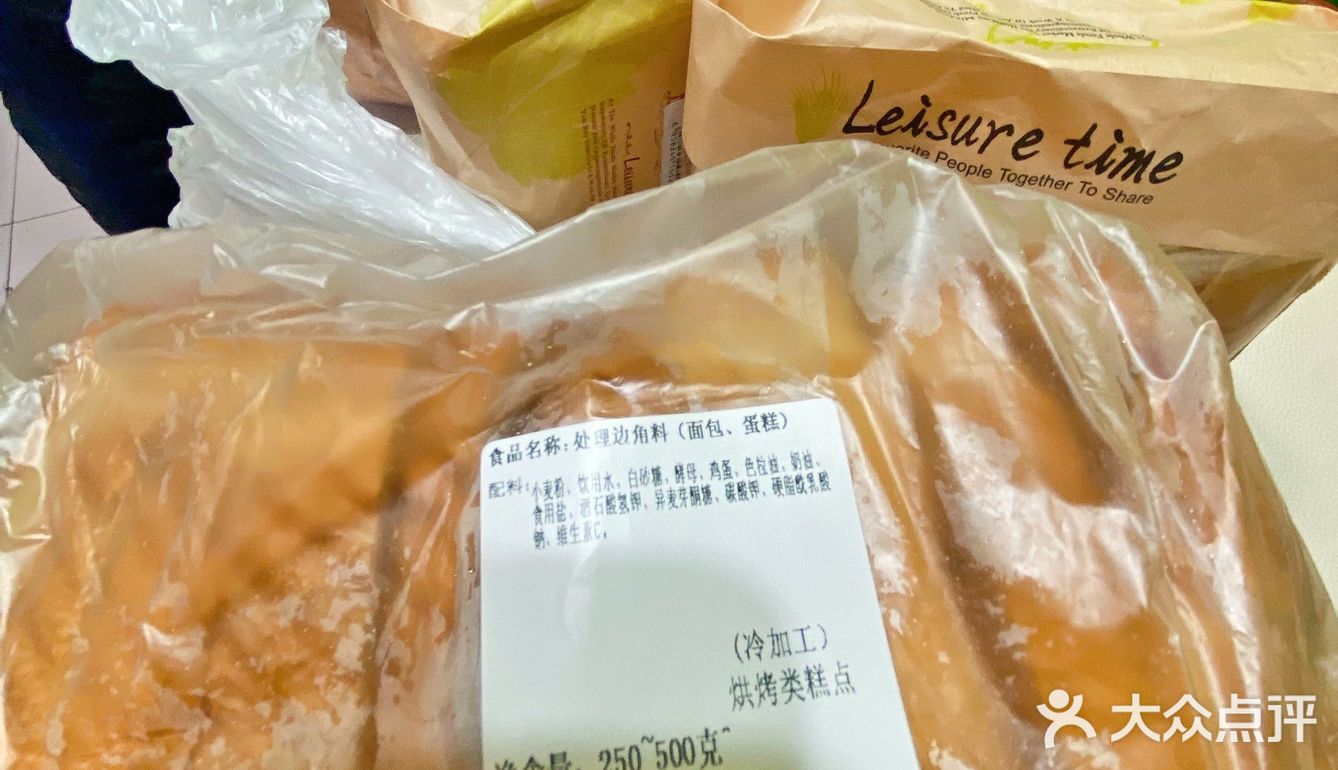 Leisure time
People Together To Share
食品名称:处理边角料(面包、蛋糕)
配料:小麦粉、饮用水、白砂糖、酵母、鸡蛋、色拉油、奶油、
食用盐、酒石酸氢钾、异麦芽酮糖、碳酸钾、硬脂酰乳酸
钠、维生素C。
(冷加工)
烘烤类糕点
净含量:250~500克
大众点评